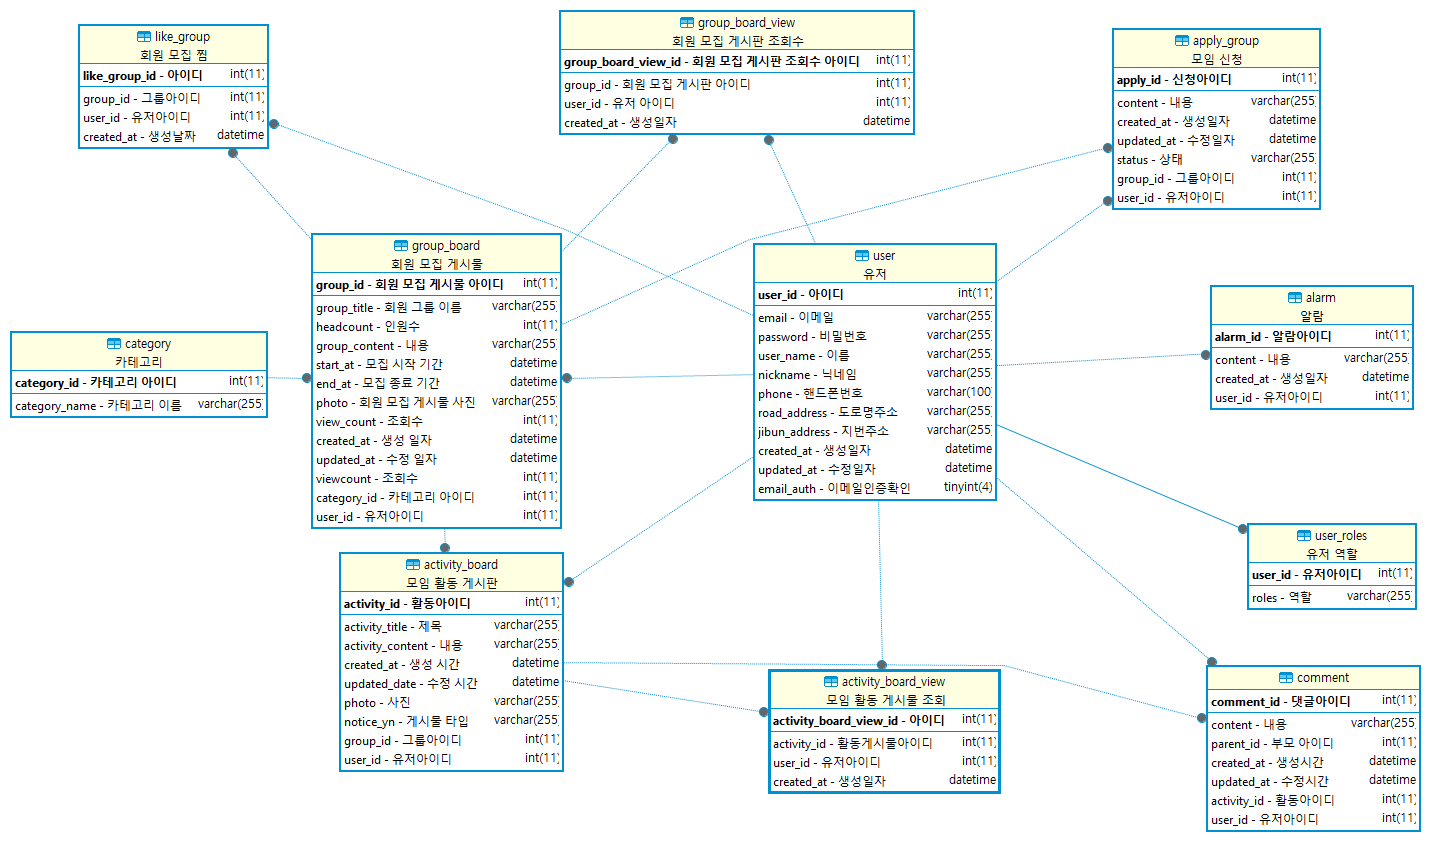 like_group
회원 모집 찜
like_group_id - 아이디 int(11)
group_id - 그룹아이디 int(11)
user_id - 유저아이디 int(11)
created_at - 생성날짜 datetime
group_board_view
회원 모집 게시판 조회수
group_board_view_id - 회원 모집 게시판 조회수 아이디 int(11)
group_id - 회원 모집 게시판 아이디 int(11)
user_id - 유저 아이디 int(11)
created_at - 생성일자 datetime
apply_group
모임 신청
apply_id - 신청아이디 int(11)
content - 내용 varchar(255)
created_at - 생성일자 datetime
updated_at - 수정일자 datetime
status - 상태 varchar(255)
group_id - 그룹아이디 int(11)
user_id - 유저아이디 int(11)
group_board
회원 모집 게시물
group_id - 회원 모집 게시물 아이디 int(11)
group_title - 회원 그룹 이름 varchar(255)
headcount - 인원수 int(11)
group_content - 내용 varchar(255)
start_at - 모집 시작 기간 datetime
end_at - 모집 종료 기간 datetime
photo - 회원 모집 게시물 사진 varchar(255)
view_count - 조회수 int(11)
created_at - 생성 일자 datetime
updated_at - 수정 일자 datetime
viewcount - 조회수 int(11)
category_id - 카테고리 아이디 int(11)
user_id - 유저아이디 int(11)
user
유저
user_id - 아이디 int(11)
email - 이메일 varchar(255)
password - 비밀번호 varchar(255)
user_name - 이름 varchar(255)
nickname - 닉네임 varchar(255)
phone - 핸드폰번호 varchar(100)
road_address - 도로명주소 varchar(255)
jibun_address - 지번주소 varchar(255)
created_at - 생성일자 datetime
updated_at - 수정일자 datetime
email_auth - 이메일인증확인 tinyint(4)
alarm
알람
alarm_id - 알람아이디 int(11)
content - 내용 varchar(255)
created_at - 생성일자 datetime
user_id - 유저아이디 int(11)
category
카테고리
category_id - 카테고리 아이디 int(11)
category_name - 카테고리 이름 varchar(255)
user_roles
유저 역할
user_id - 유저아이디 int(11)
roles - 역할 varchar(255)
activity_board
모임 활동 게시판
activity_id - 활동아이디 int(11)
activity_title - 제목 varchar(255)
activity_content - 내용 varchar(255)
created_at - 생성 시간 datetime
updated_date - 수정 시간 datetime
photo - 사진 varchar(255)
notice_yn - 게시물 타입 varchar(255)
group_id - 그룹아이디 int(11)
user_id - 유저아이디 int(11)
activity_board_view
모임 활동 게시물 조회
activity_board_view_id - 아이디 int(11)
activity_id - 활동게시물아이디 int(11)
user_id - 유저아이디 int(11)
created_at - 생성일자 datetime
comment
comment_id - 댓글아이디 int(11)
content - 내용 varchar(255)
parent_id - 부모 아이디 int(11)
created_at - 생성시간 datetime
updated_at - 수정시간 datetime
activity_id - 활동아이디 int(11)
user_id - 유저아이디 int(11)